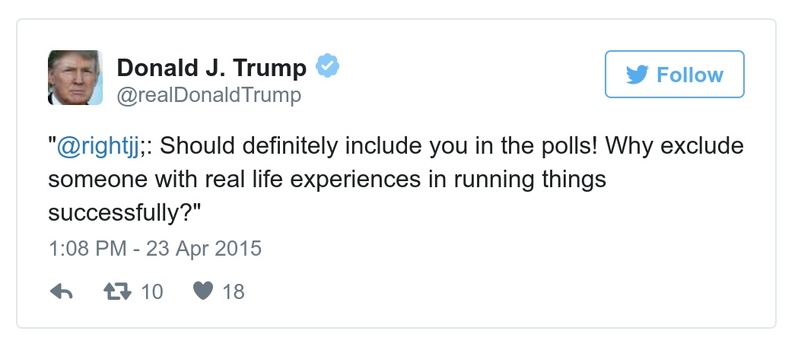 Donald J. Trump
@realDonaldTrump
Follow
"@rightjj;: Should definitely include you in the polls! Why exclude
someone with real life experiences in running things
successfully?"
1:08 PM - 23 Apr 2015
10 18